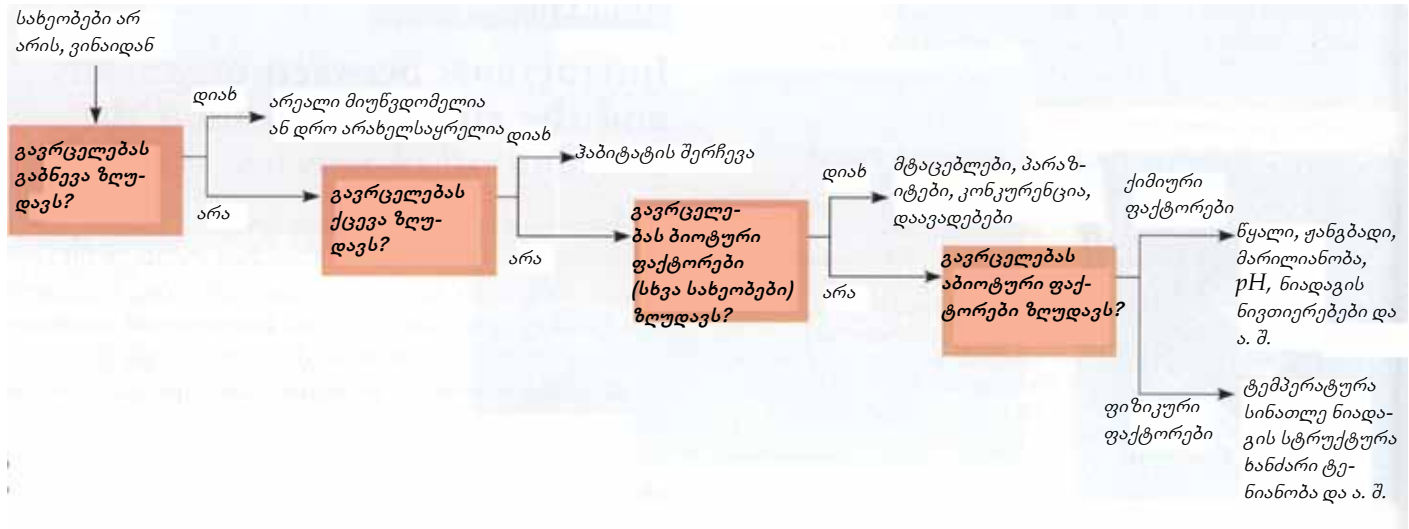 სახეობები არ
არის, ვინაიდან
გავრცელებას
გაბნევა ზღუ-
დავს?
დიახ
არეალი მიუწვდომელია
ან დრო არახელსაყრელია
არა
გავრცელებას
ქცევა ზღუ-
დავს?
დიახ
ჰაბიტატის შერჩევა
არა
გავრცელე-
ბას ბიოტური
ფაქტორები
(სხვა სახეობები)
ზღუდავს?
დიახ
მტაცებლები, პარაზ-
იტები, კონკურენცია,
დაავადებები
არა
გავრცელებას
აბიოტური ფაქ-
ტორები ზღუდავს?
ქიმიური
ფაქტორები
წყალი, ჟანგბადი,
მარილიანობა,
pH, ნიადაგის
ნივთიერებები და
ა. შ.
ფიზიკური
ფაქტორები
ტემპერატურა
სინათლე ნიადა-
გის სტრუქტურა
ხანძარი ტე-
ნიანობა და ა. შ.